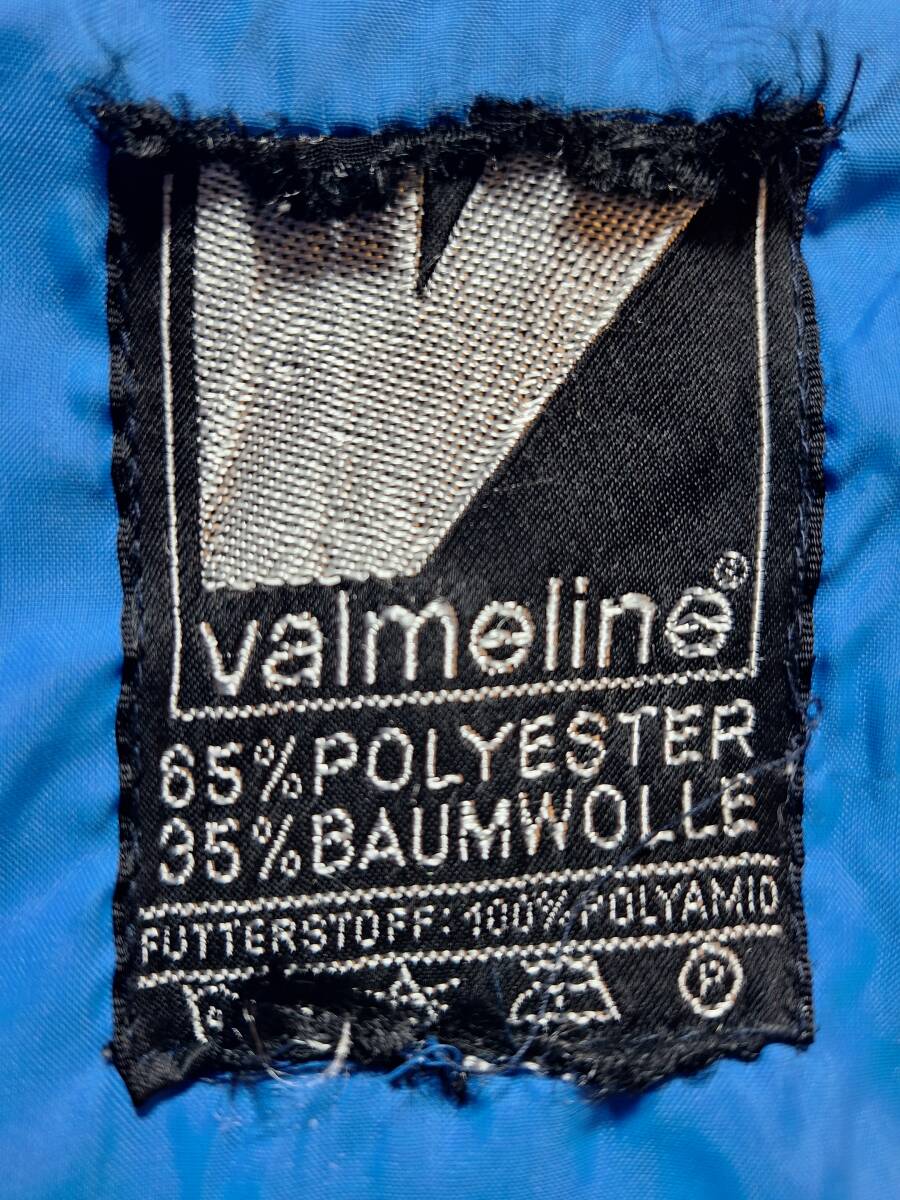 valmeline®
65% POLYESTER
35% BAUMWOLLE
FUTTERSTOFF: 100% POLYAMID
P